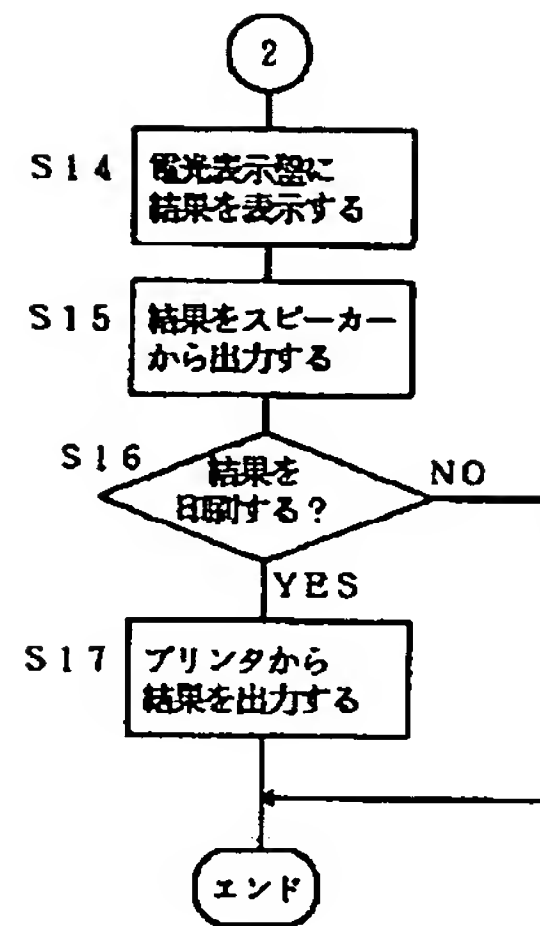 2
S14
電光表示盤に
結果を表示する
S15
結果をスピーカー
から出力する
S16
結果を
印刷する?
NO
YES
S17
プリンタから
結果を出力する
エンド